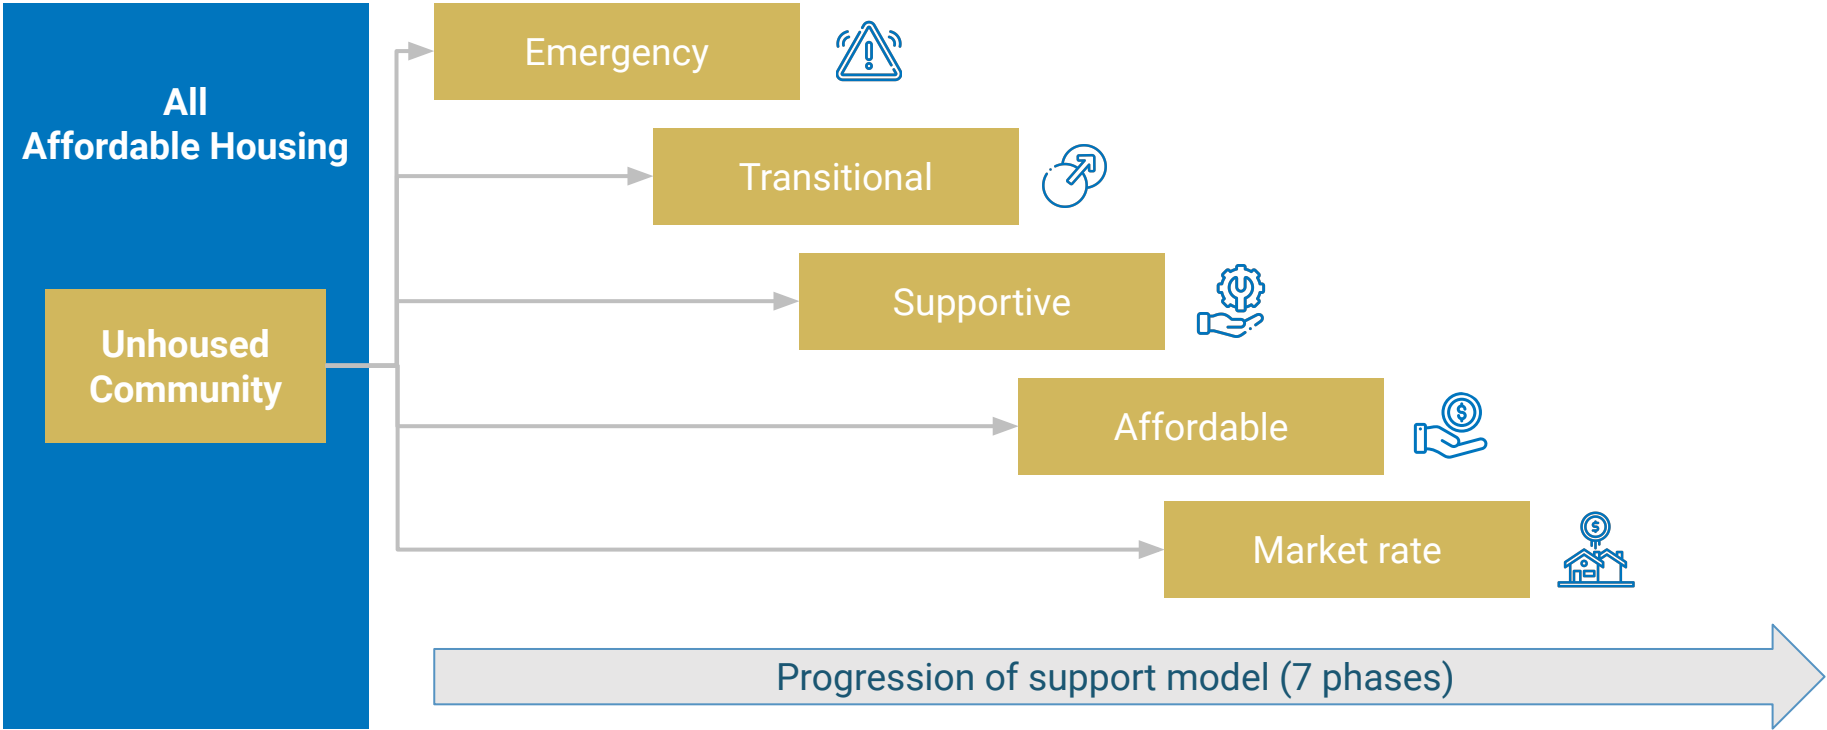 All
Affordable Housing
Unhoused
Community
Emergency
Transitional
Supportive
Affordable
Market rate
Progression of support model (7 phases)